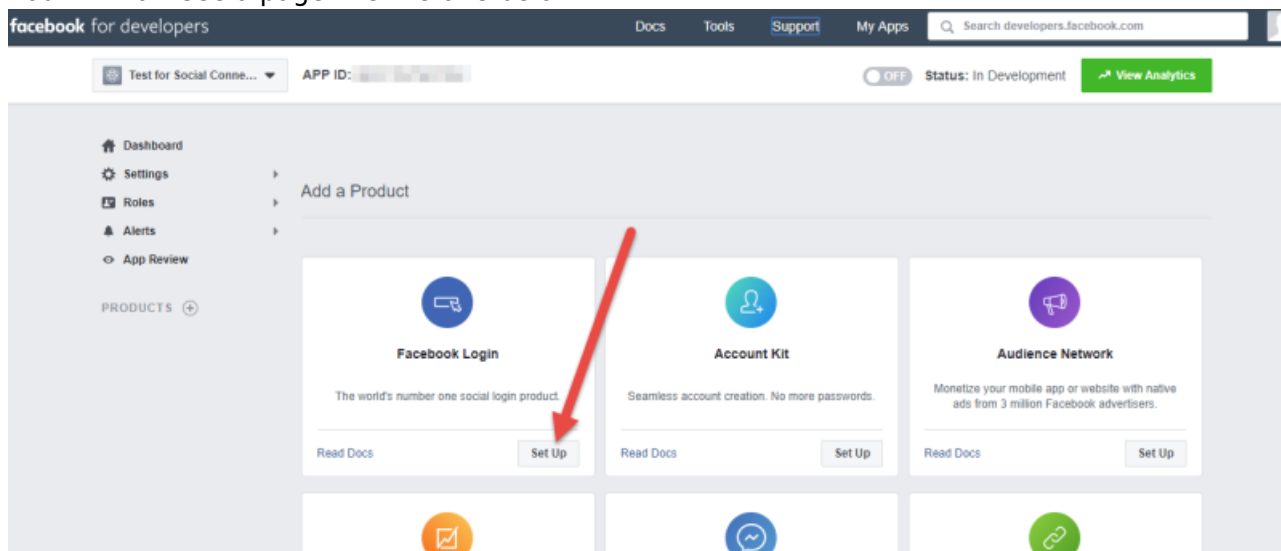 facebook for developers Docs Tools Support My Apps Search developers.facebook.com
Test for Social Conne... APP ID: OFF Status: In Development View Analytics
Dashboard
Settings
Add a Product
Roles
Alerts
App Review
PRODUCTS
Facebook Login Account Kit Audience Network
The world's number one social login product. Seamless account creation. No more passwords. Monetize your mobile app or website with native
ads from 3 million Facebook advertisers.
Read Docs Set Up Read Docs Set Up Read Docs Set Up